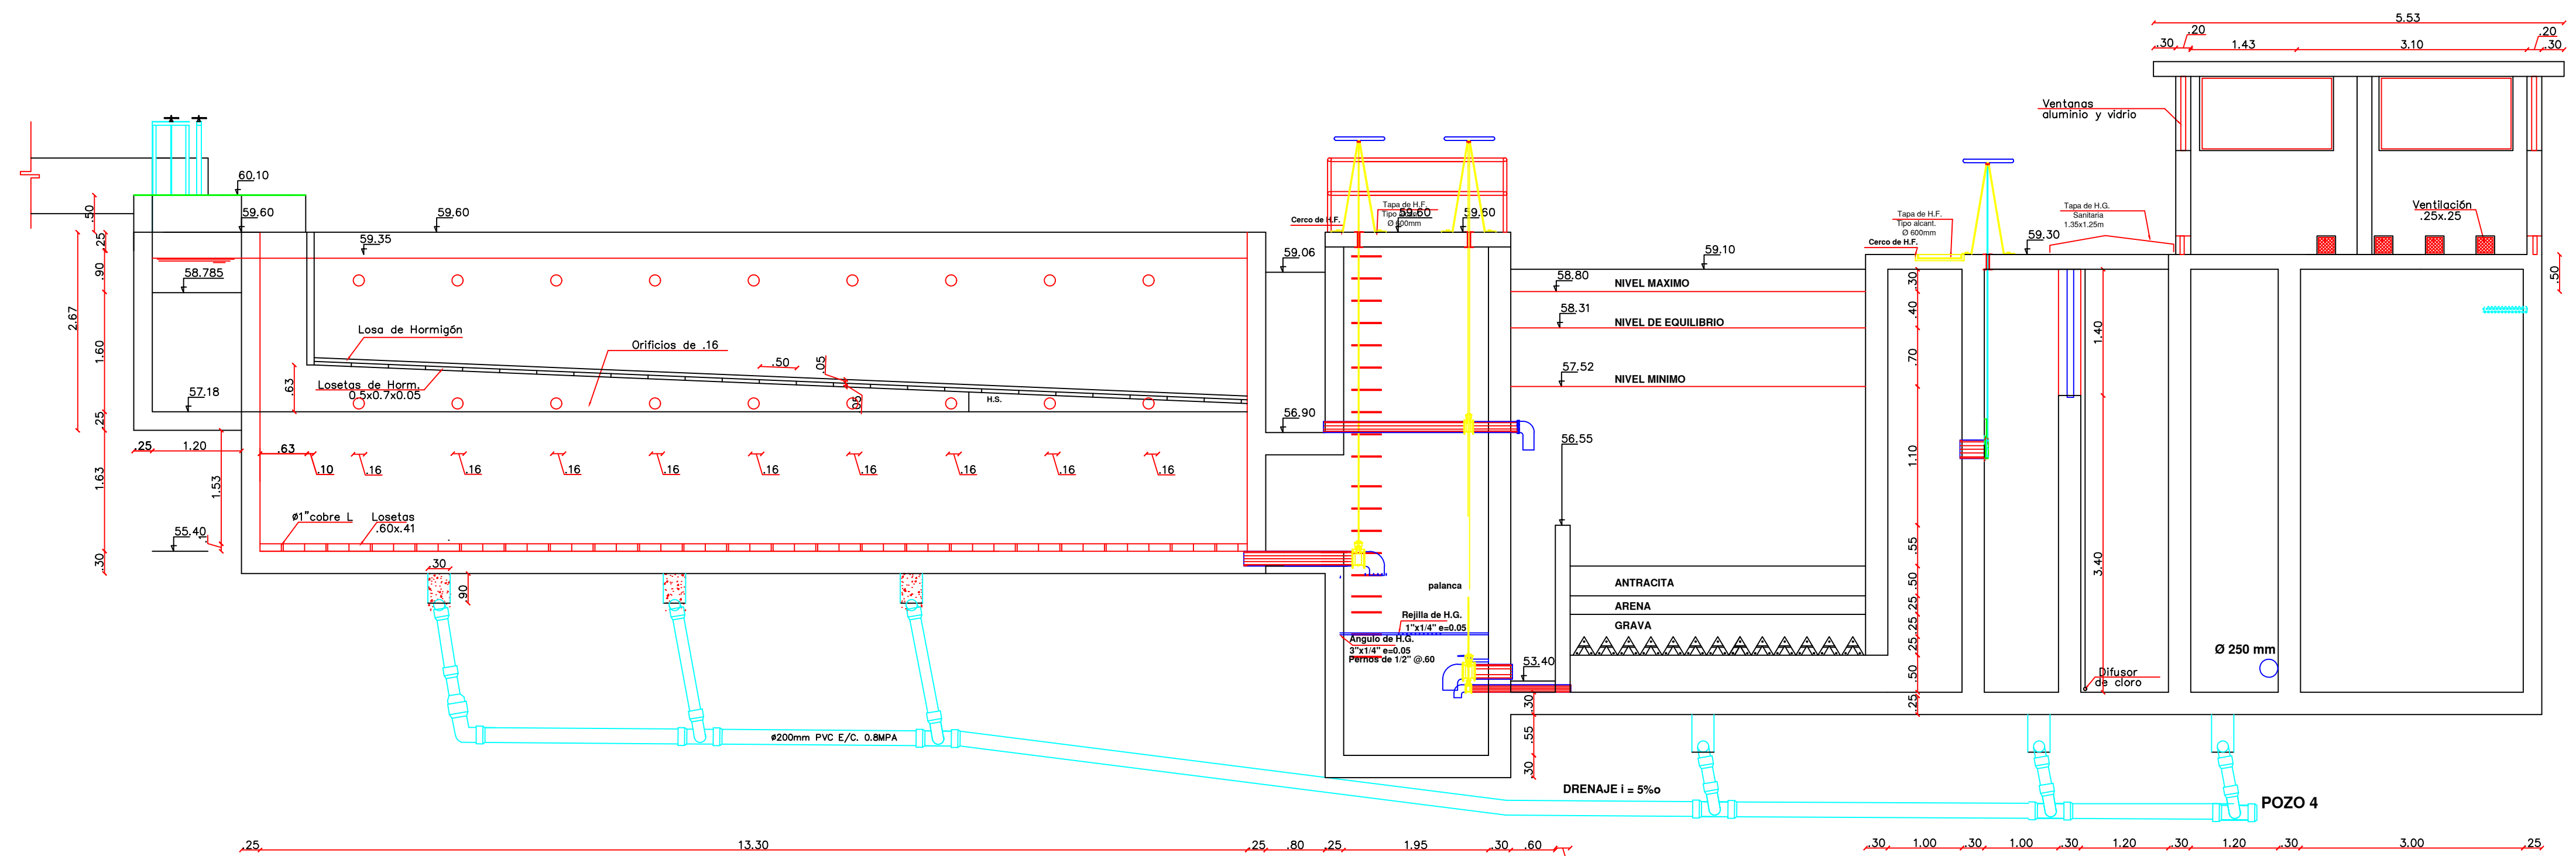 5.53
.30
.20
1.43
3.10
.20
.30
Ventanas
aluminio y vidrio
60.10
.50
59.60
59.60
59.35
58.785
.25
.90
2.67
1.60
57.18
.25
.25
1.20
1.63
1.53
55.40
.1
.30
Losa de Hormigón
Orificios de .16
Losetas de Horm.
0.5x0.7x0.05
.63
.50
.05
.05
H.S.
.63
.10
.16
.16
.16
.16
.16
.16
.16
.16
.16
ø1"cobre L
Losetas
.60x.41
.30
90
ø200mm PVC E/C. 0.8MPA
Cerco de H.F.
Tapa de H.F.
Ø 600mm
59.60
59.60
59.06
56.90
palanca
Rejilla de H.G.
1"x1/4" e=0.05
Angulo de H.G.
3"x1/4" e=0.05
Pernos de 1/2" @.60
59.10
58.80
NIVEL MAXIMO
58.31
NIVEL DE EQUILIBRIO
57.52
NIVEL MINIMO
56.55
ANTRACITA
ARENA
GRAVA
53.40
.30
.55
.30
DRENAJE i = 5%o
Tapa de H.F.
Tipo alcant.
Ø 600mm
Cerco de H.F.
59.30
Tapa de H.G.
Sanitaria
1.35x1.25m
Ventilación
.25x.25
.50
.30
.40
.70
1.10
.55
.50
.25
.25
.25
.50
.25
1.40
3.40
Difusor
de cloro
Ø 250 mm
POZO 4
.25
13.30
.25
.80
.25
1.95
.30
.60
.30
1.00
.30
1.00
.30
1.20
.30
1.20
.30
3.00
.25